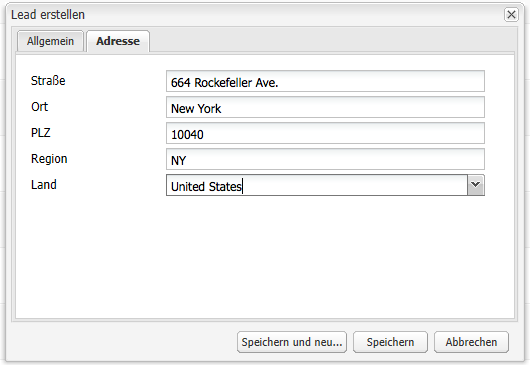 Lead erstellen
Allgemein Adresse
Straße 664 Rockefeller Ave.
Ort New York
PLZ 10040
Region NY
Land United States
Speichern und neu... Speichern Abbrechen